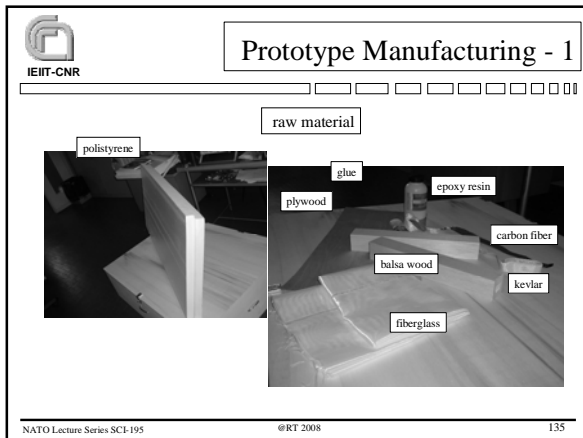 IEIIT-CNR
Prototype Manufacturing - 1
raw material
polistyrene
glue
epoxy resin
plywood
carbon fiber
balsa wood
kevlar
fiberglass
NATO Lecture Series SCI-195
@RT 2008
135